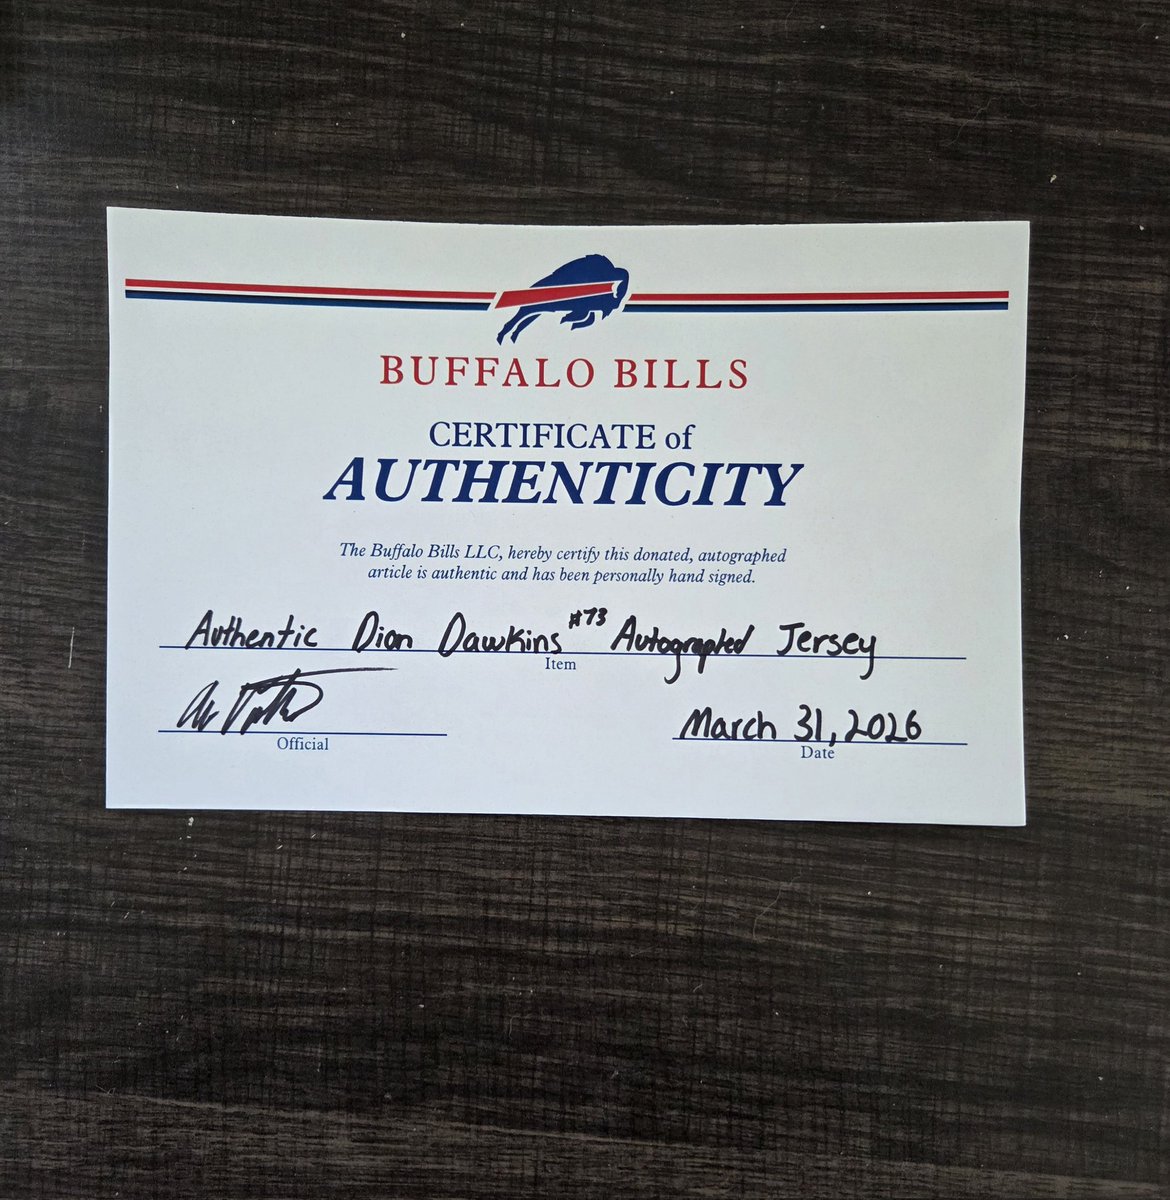 BUFFALO BILLS
CERTIFICATE of
AUTHENTICITY
The Buffalo Bills LLC, hereby certify this donated, autographed
article is authentic and has been personally hand signed.
Authentic Dion Dawkins #73 Autographed Jersey
Item
March 31, 2026
Official
Date